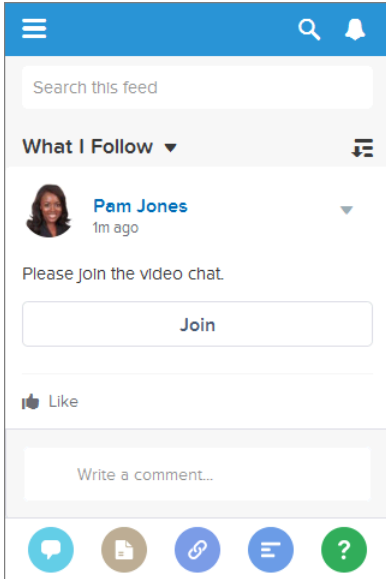 Search this feed
What I Follow
Pam Jones
1m ago
Please join the video chat.
Join
Like
Write a comment...
?